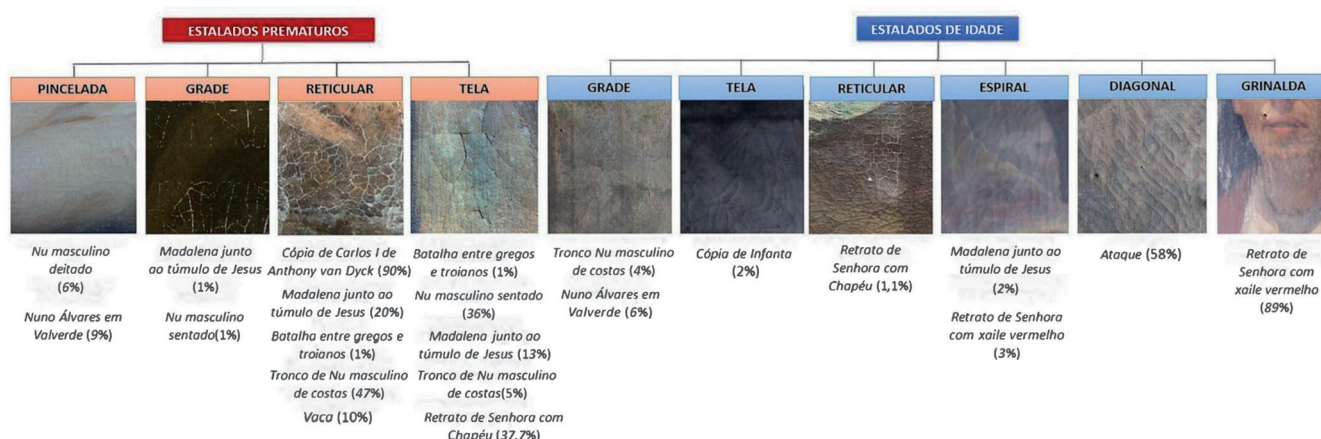 ESTALADOS PREMATUROS
ESTALADOS DE IDADE
PINCELADA
GRADE
RETICULAR
TELA
GRADE
TELA
RETICULAR
ESPIRAL
DIAGONAL
GRINALDA
Nu masculino
deitado
(6%)
Nuno Álvares em
Valverde (9%)
Madalena junto
ao túmulo de Jesus
(1%)
Nu masculino
sentado(1%)
Cópia de Carlos I de
Anthony van Dyck (90%)
Madalena junto ao
túmulo de Jesus (20%)
Batalha entre gregos e
troianos (1%)
Tronco de Nu masculino
de costas (47%)
Vaca (10%)
Batalha entre gregos
e troianos (1%)
Nu masculino sentado
(36%)
Madalena junto ao
túmulo de Jesus (13%)
Tronco de Nu masculino
de costas(5%)
Retrato de Senhora com
Chapéu (37,7%)
Tronco Nu masculino
de costas (4%)
Nuno Álvares em
Valverde (6%)
Cópia de Infanta
(2%)
Retrato de
Senhora com
Chapéu (1,1%)
Madalena junto ao
túmulo de Jesus
(2%)
Retrato de Senhora
com xaile vermelho
(3%)
Ataque (58%)
Retrato de
Senhora com
xaile vermelho
(89%)